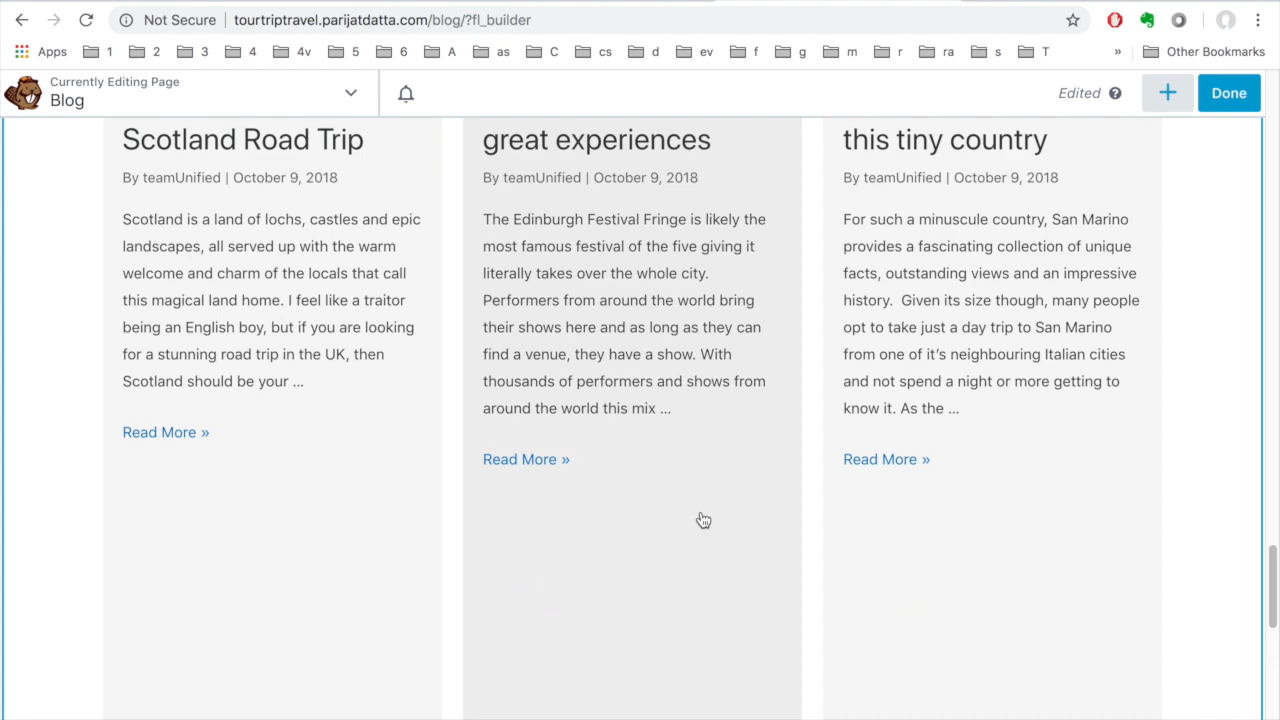 Not Secure | tourtriptravel.parijatdatta.com/blog/?fl_builder
Apps 1 2 3 4 4v 5 6 A as C cs d ev f g m r ra s T » Other Bookmarks
Currently Editing Page
Blog
Edited ?
+
Done
Scotland Road Trip
By teamUnified | October 9, 2018
Scotland is a land of lochs, castles and epic
landscapes, all served up with the warm
welcome and charm of the locals that call
this magical land home. I feel like a traitor
being an English boy, but if you are looking
for a stunning road trip in the UK, then
Scotland should be your ...
Read More »
great experiences
By teamUnified | October 9, 2018
The Edinburgh Festival Fringe is likely the
most famous festival of the five giving it
literally takes over the whole city.
Performers from around the world bring
their shows here and as long as they can
find a venue, they have a show. With
thousands of performers and shows from
around the world this mix ...
Read More »
this tiny country
By teamUnified | October 9, 2018
For such a minuscule country, San Marino
provides a fascinating collection of unique
facts, outstanding views and an impressive
history.  Given its size though, many people
opt to take just a day trip to San Marino
from one of it’s neighbouring Italian cities
and not spend a night or more getting to
know it. As the ...
Read More »